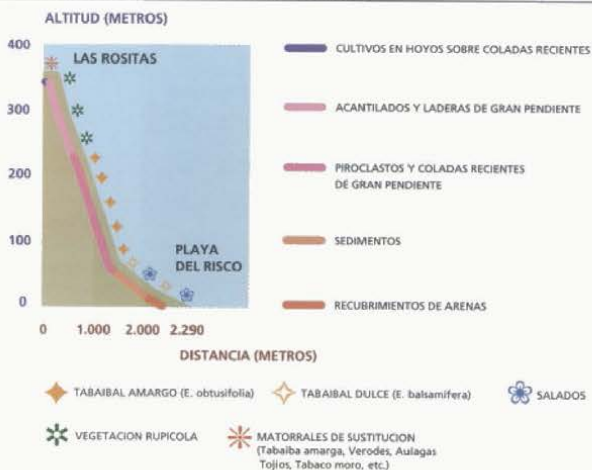 ALTITUD (METROS)
400
300
200
100
0
LAS ROSITAS
PLAYA
DEL RISCO
0 1.000 2.000 2.290
DISTANCIA (METROS)
CULTIVOS EN HOYOS SOBRE COLADAS RECIENTES
ACANTILADOS Y LADERAS DE GRAN PENDIENTE
PIROCLASTOS Y COLADAS RECIENTES
DE GRAN PENDIENTE
SEDIMENTOS
RECUBRIMIENTOS DE ARENAS
TABAIBAL AMARGO (E. obtusifolia)
TABAIBAL DULCE (E. balsamifera)
SALADOS
VEGETACION RUPICOLA
MATORRALES DE SUSTITUCION
(Tabaiba amarga, Verodes, Aulagas
Tojios, Tabaco moro, etc.)